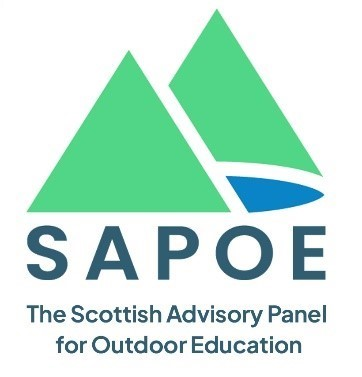 SAPOE
The Scottish Advisory Panel
for Outdoor Education